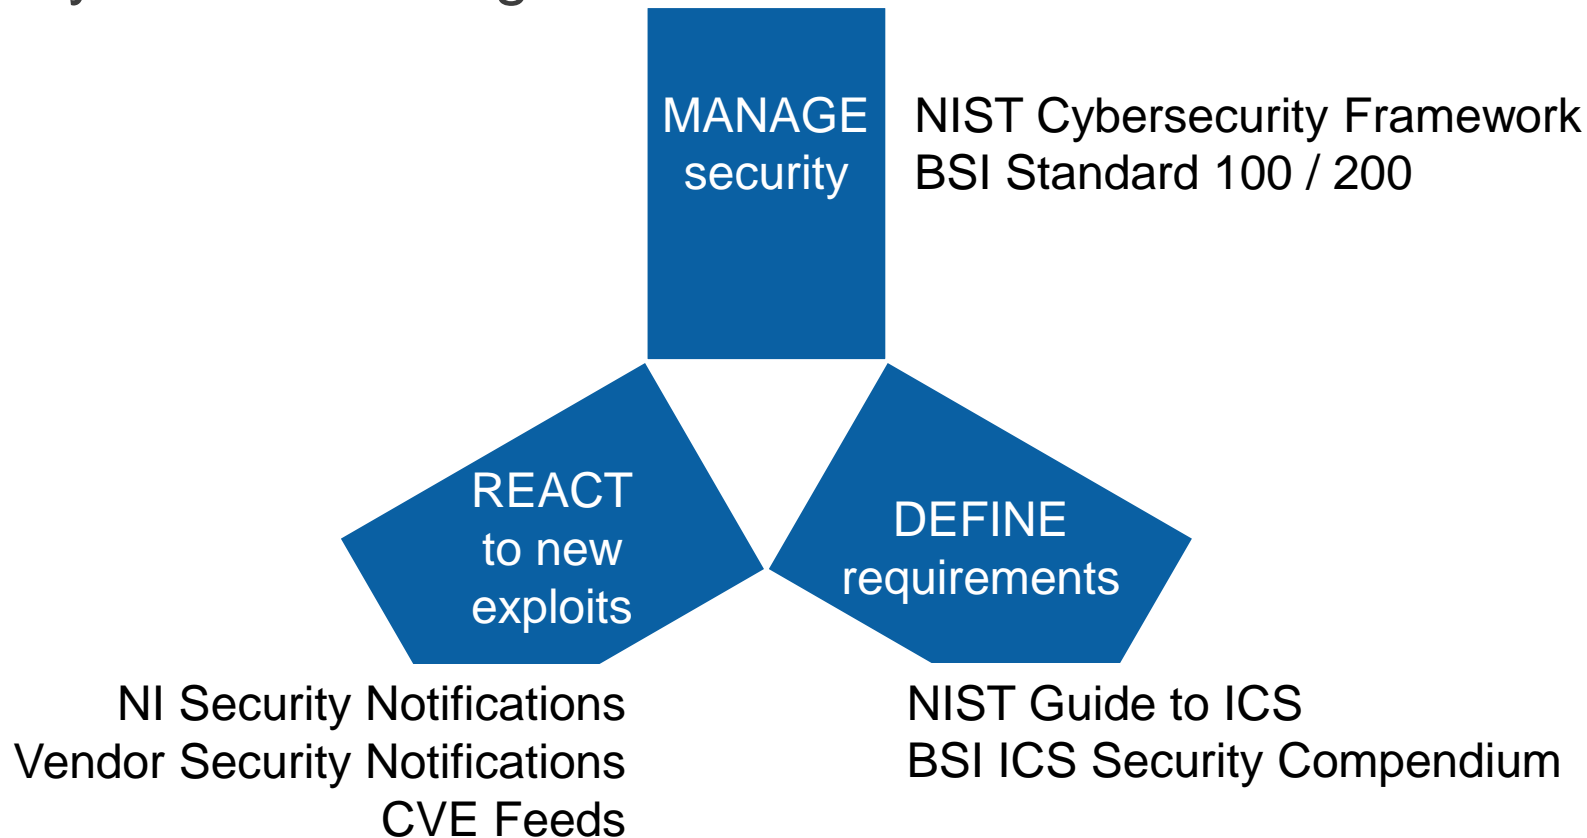 MANAGE
security
NIST Cybersecurity Framework
BSI Standard 100 / 200
REACT
to new
exploits
DEFINE
requirements
NI Security Notifications
Vendor Security Notifications
CVE Feeds
NIST Guide to ICS
BSI ICS Security Compendium